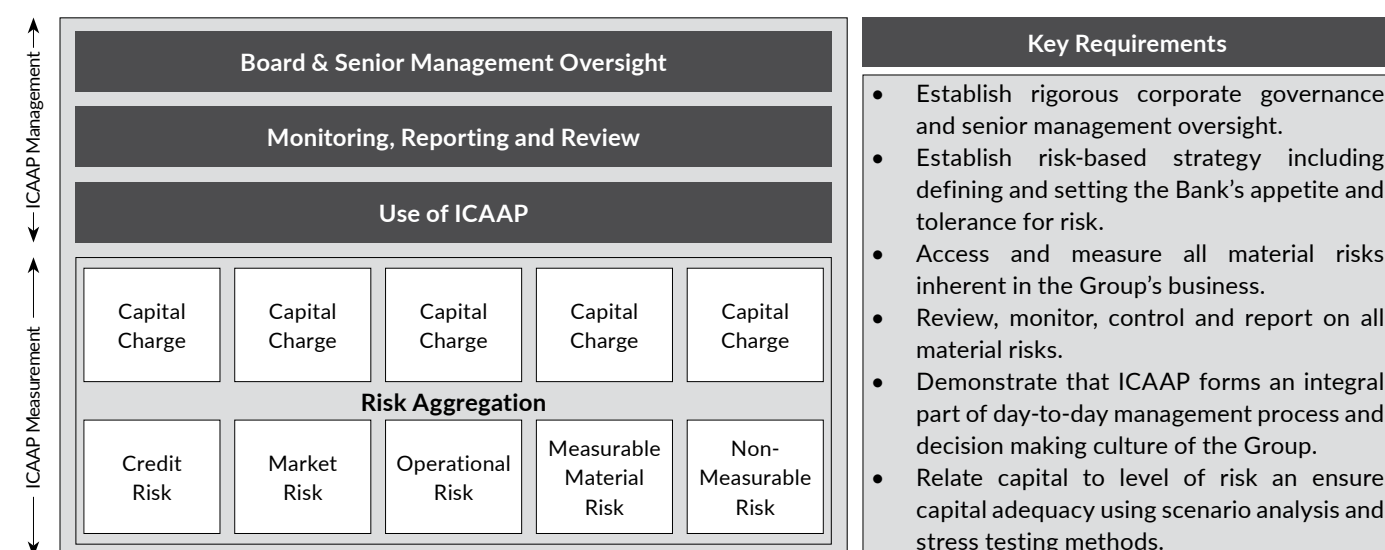 ICAAP Management
Board & Senior Management Oversight
Monitoring, Reporting and Review
Use of ICAAP
ICAAP Measurement
Capital
Charge
Capital
Charge
Capital
Charge
Capital
Charge
Capital
Charge
Risk Aggregation
Credit
Risk
Market
Risk
Operational
Risk
Measurable
Material
Risk
Non-
Measurable
Risk
Key Requirements
• Establish rigorous corporate governance
and senior management oversight.
• Establish risk-based strategy including
defining and setting the Bank’s appetite and
tolerance for risk.
• Access and measure all material risks
inherent in the Group’s business.
• Review, monitor, control and report on all
material risks.
• Demonstrate that ICAAP forms an integral
part of day-to-day management process and
decision making culture of the Group.
• Relate capital to level of risk an ensure
capital adequacy using scenario analysis and
stress testing methods.